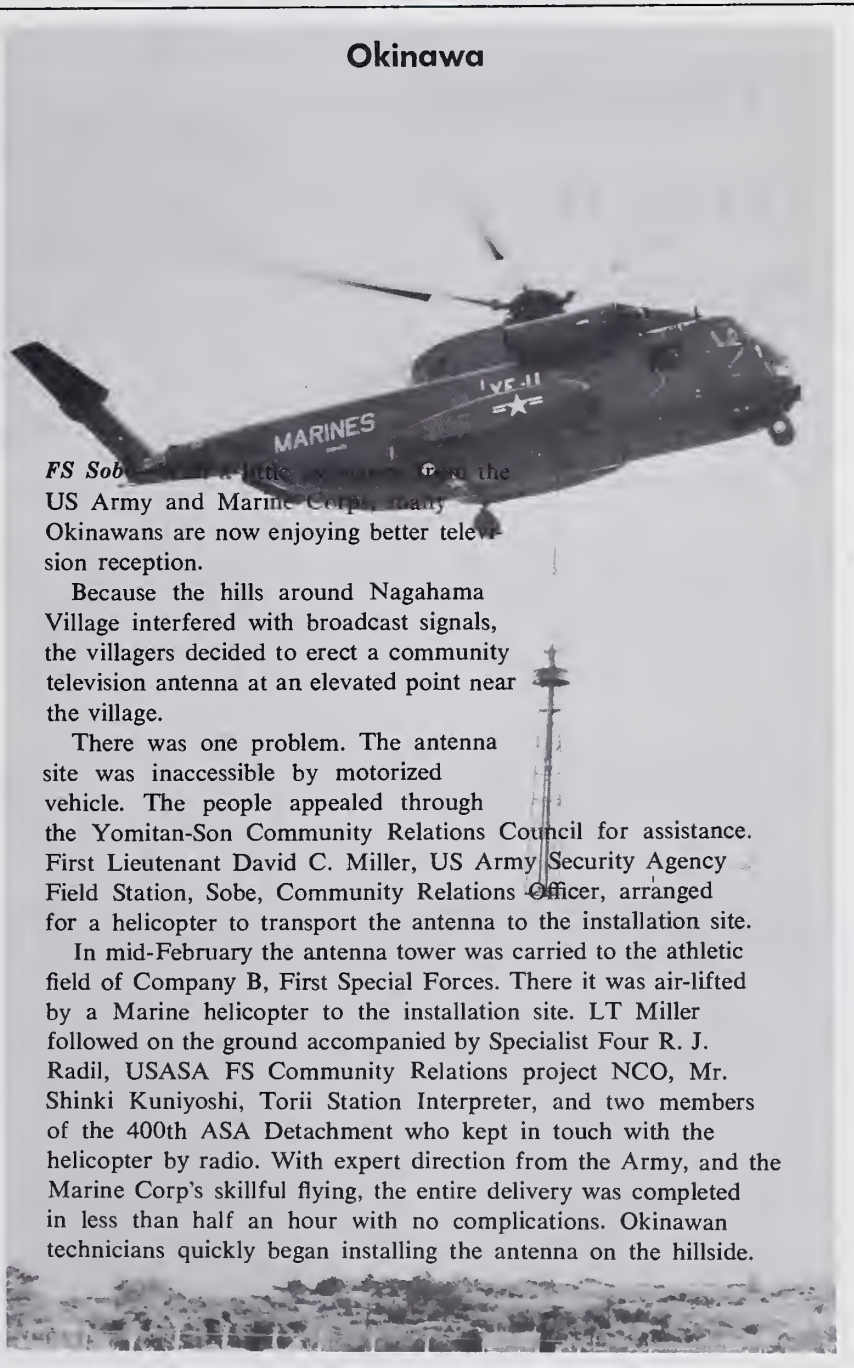 Okinawa
YF-11
MARINES
FS Sobe a little from the
US Army and Marine Corps, many
Okinawans are now enjoying better televi-
sion reception.
Because the hills around Nagahama
Village interfered with broadcast signals,
the villagers decided to erect a community
television antenna at an elevated point near
the village.
There was one problem. The antenna
site was inaccessible by motorized
vehicle. The people appealed through
the Yomitan-Son Community Relations Council for assistance.
First Lieutenant David C. Miller, US Army Security Agency
Field Station, Sobe, Community Relations Officer, arranged
for a helicopter to transport the antenna to the installation site.
In mid-February the antenna tower was carried to the athletic
field of Company B, First Special Forces. There it was air-lifted
by a Marine helicopter to the installation site. LT Miller
followed on the ground accompanied by Specialist Four R. J.
Radil, USASA FS Community Relations project NCO, Mr.
Shinki Kuniyoshi, Torii Station Interpreter, and two members
of the 400th ASA Detachment who kept in touch with the
helicopter by radio. With expert direction from the Army, and the
Marine Corp's skillful flying, the entire delivery was completed
in less than half an hour with no complications. Okinawan
technicians quickly began installing the antenna on the hillside.